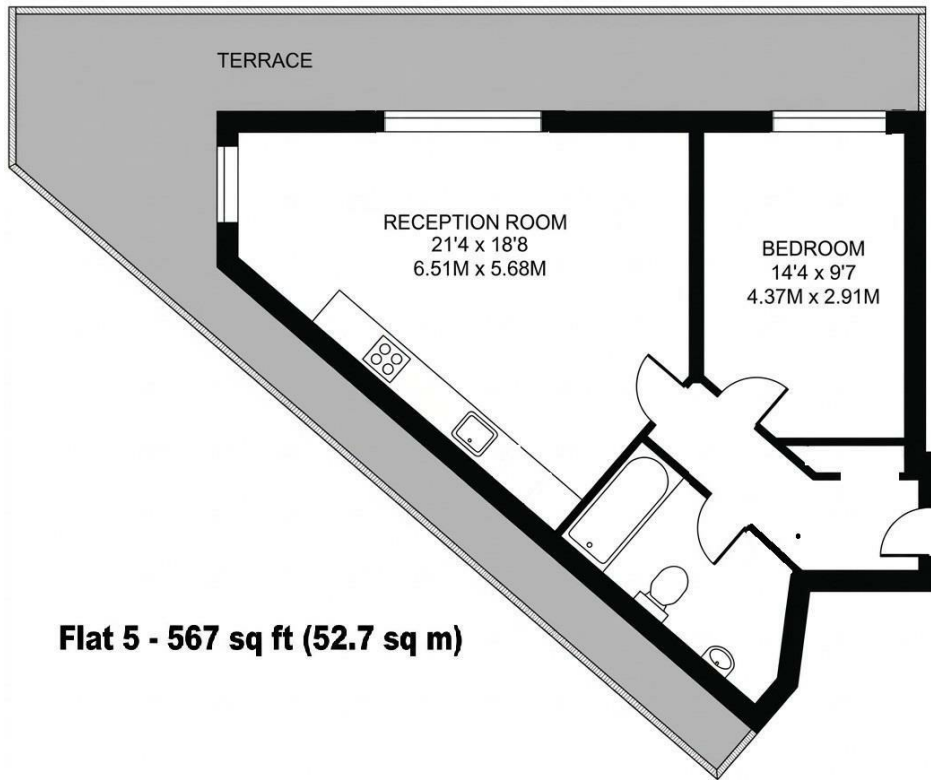 TERRACE
RECEPTION ROOM
21'4 x 18'8
6.51M x 5.68M
BEDROOM
14'4 x 9'7
4.37M x 2.91M
Flat 5 - 567 sq ft (52.7 sq m)